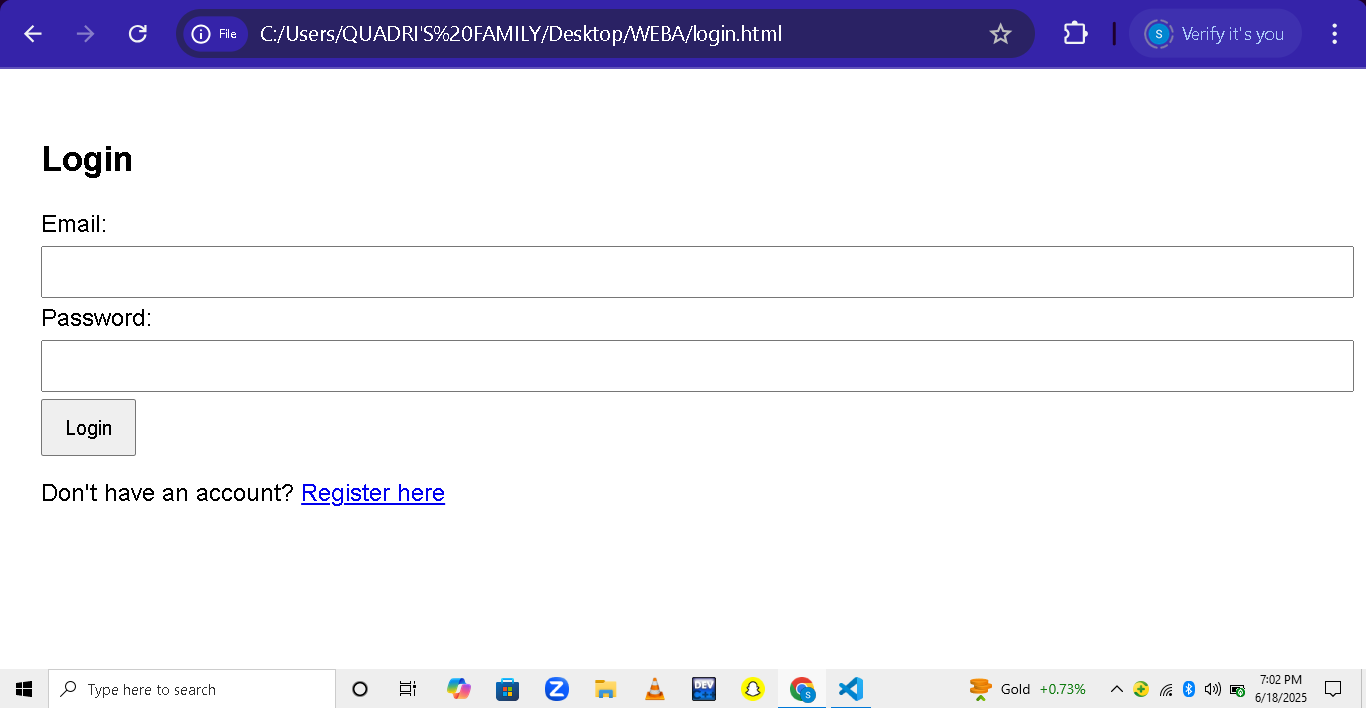 File C:/Users/QUADRI'S%20FAMILY/Desktop/WEBA/login.html S Verify it's you
Login
Email:
Password:
Login
Don't have an account? Register here
Type here to search
DEV
S
Gold +0.73%
7:02 PM
6/18/2025